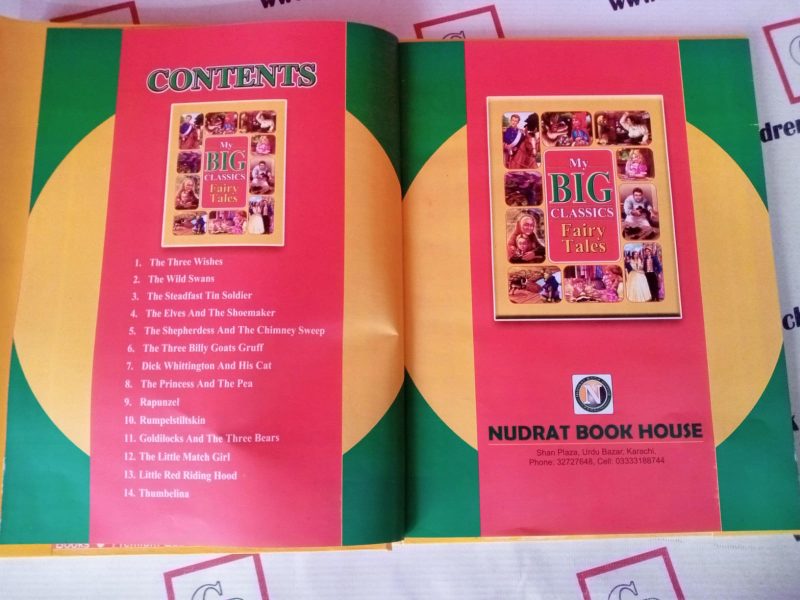 CONTENTS
My
BIG
CLASSICS
Fairy
Tales
1. The Three Wishes
2. The Wild Swans
3. The Steadfast Tin Soldier
4. The Elves And The Shoemaker
5. The Shepherdess And The Chimney Sweep
6. The Three Billy Goats Gruff
7. Dick Whittington And His Cat
8. The Princess And The Pea
9. Rapunzel
10. Rumpelstiltskin
11. Goldilocks And The Three Bears
12. The Little Match Girl
13. Little Red Riding Hood
14. Thumbelina
My
BIG
CLASSICS
Fairy
Tales
N
NUDRAT BOOK HOUSE
Shan Plaza, Urdu Bazar, Karachi,
Phone: 32727648, Cell: 03333188744